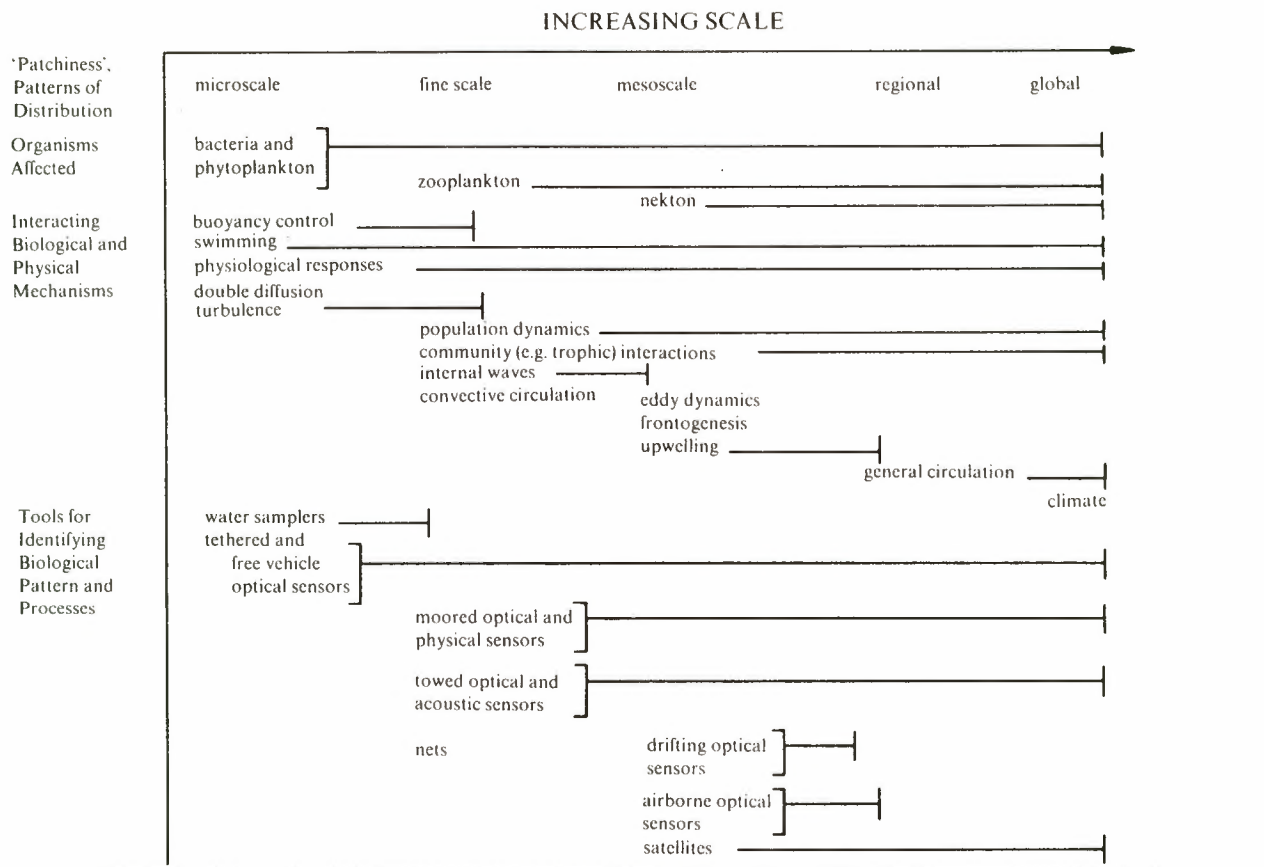 INCREASING SCALE
'Patchiness',
Patterns of
Distribution
microscale fine scale mesoscale regional global
Organisms
Affected
bacteria and
phytoplankton
zooplankton
nekton
Interacting
Biological and
Physical
Mechanisms
buoyancy control
swimming
physiological responses
double diffusion
turbulence
population dynamics
community (e.g. trophic) interactions
internal waves
convective circulation
eddy dynamics
frontogenesis
upwelling
general circulation
climate
Tools for
Identifying
Biological
Pattern and
Processes
water samplers
tethered and
free vehicle
optical sensors
moored optical and
physical sensors
towed optical and
acoustic sensors
nets
drifting optical
sensors
airborne optical
sensors
satellites